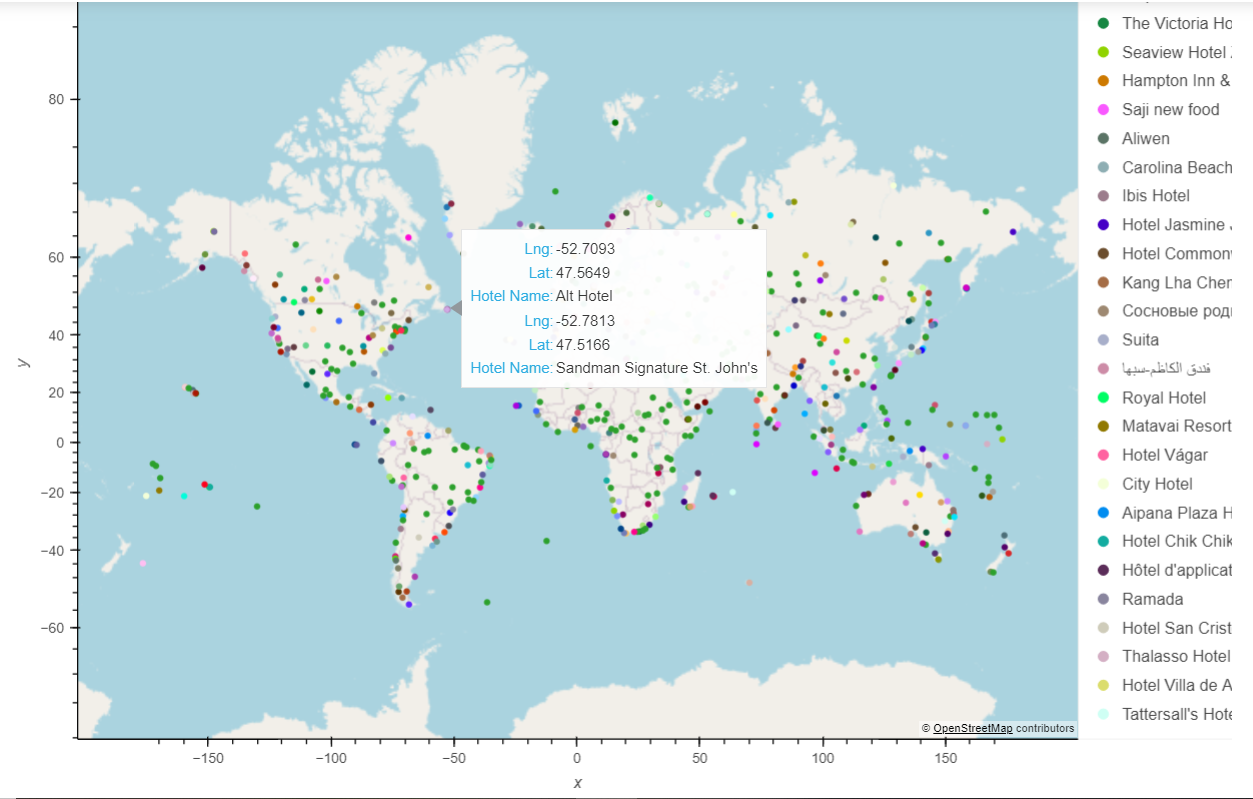 The Victoria Ho
Seaview Hotel
Hampton Inn &
Saji new food
Aliwen
Carolina Beach
Ibis Hotel
Hotel Jasmine
Hotel Common
Kang Lha Cher
Сосновые род
Suita
فندق الكاظم-سبها
Royal Hotel
Matavai Resort
Hotel Vágar
City Hotel
Aipana Plaza H
Hotel Chik Chik
Hôtel d'applicat
Ramada
Hotel San Crist
Thalasso Hotel
Hotel Villa de A
Tattersall's Hote
Lng: -52.7093
Lat: 47.5649
Hotel Name: Alt Hotel
Lng: -52.7813
Lat: 47.5166
Hotel Name: Sandman Signature St. John's
80
60
40
20
0
−20
−40
−60
y
© OpenStreetMap contributors
−150
−100
−50
0
50
100
150
x